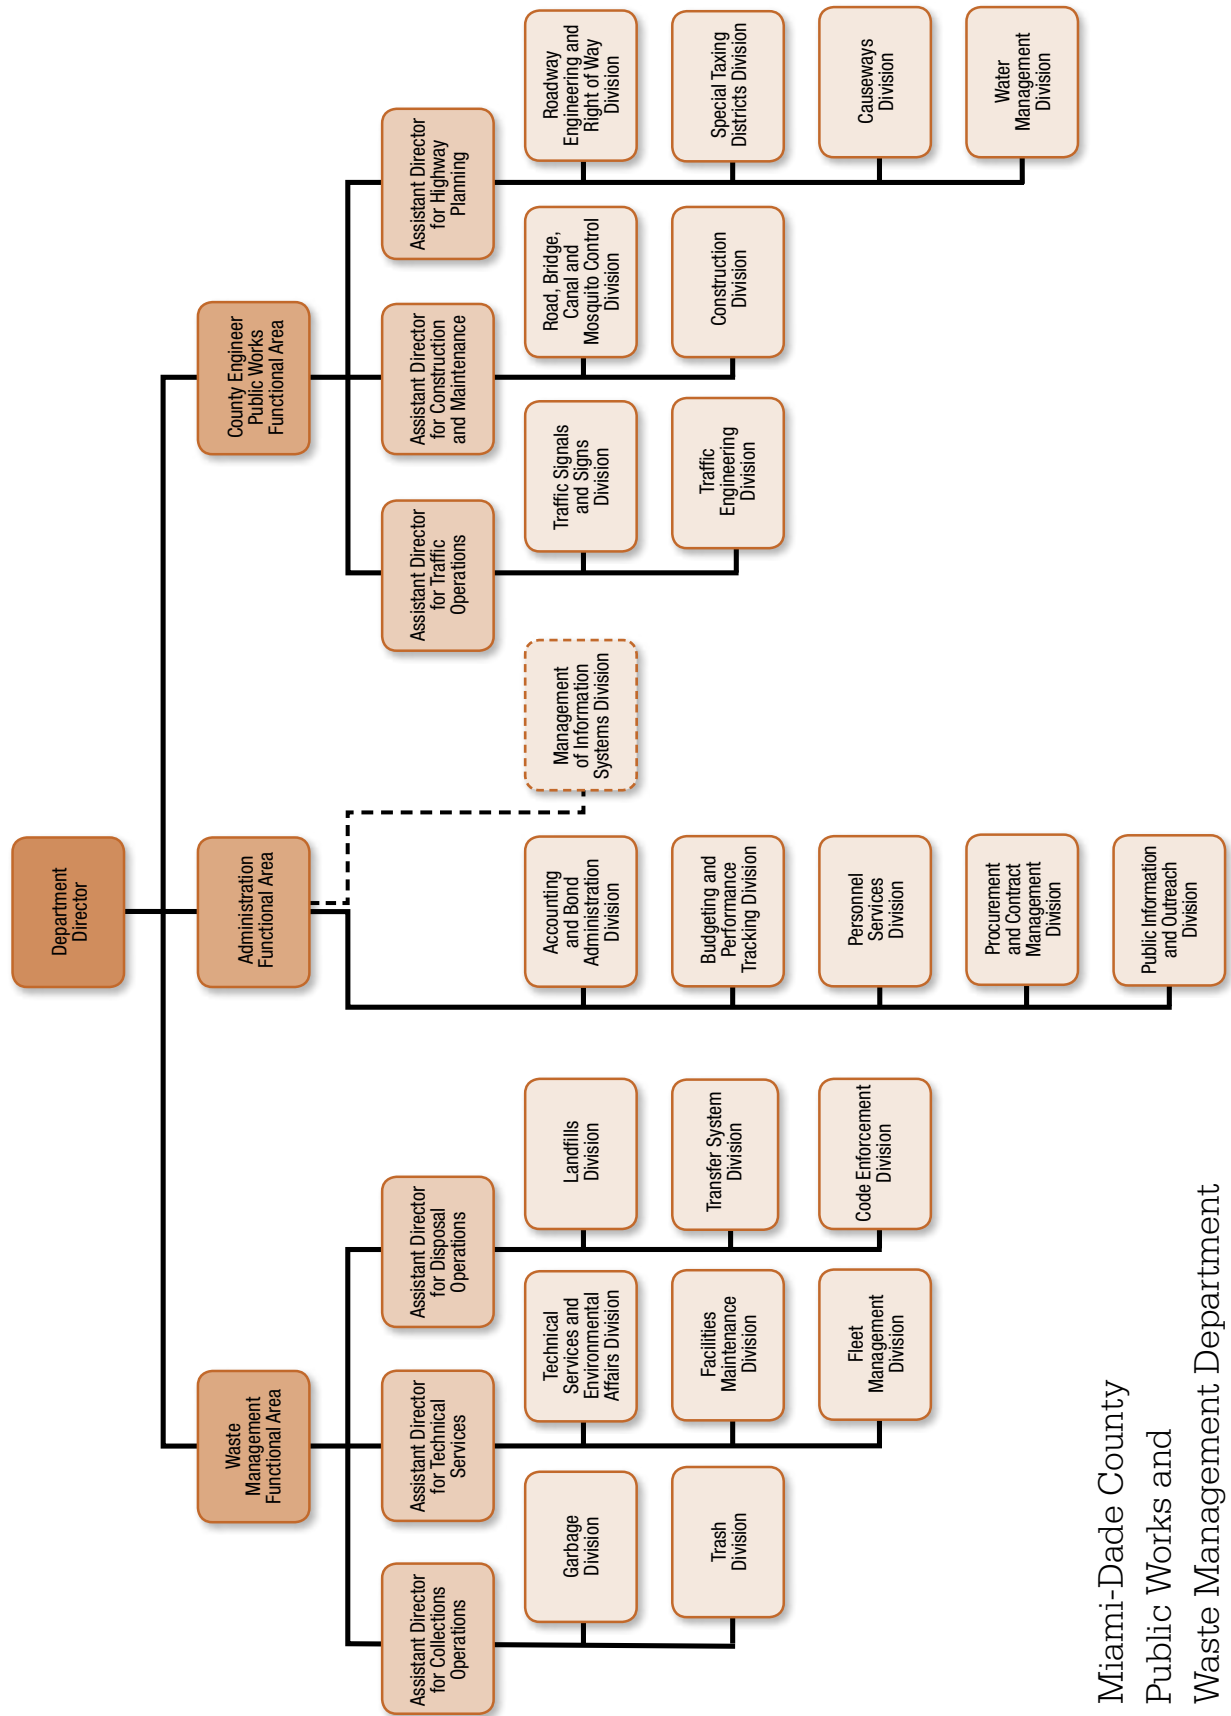 Department
Director
Waste
Management
Functional Area
Administration
Functional Area
County Engineer
Public Works
Functional Area
Assistant Director
for Collections
Operations
Assistant Director
for Technical
Services
Assistant Director
for Disposal
Operations
Assistant Director
for Traffic
Operations
Assistant Director
for Construction
and Maintenance
Assistant Director
for Highway
Planning
Garbage
Division
Technical
Services and
Environmental
Affairs Division
Landfills
Division
Accounting
and Bond
Administration
Division
Management
of Information
Systems Division
Traffic Signals
and Signs
Division
Road, Bridge,
Canal and
Mosquito Control
Division
Roadway
Engineering and
Right of Way
Division
Trash
Division
Facilities
Maintenance
Division
Transfer System
Division
Budgeting and
Performance
Tracking Division
Traffic
Engineering
Division
Construction
Division
Special Taxing
Districts Division
Fleet
Management
Division
Code Enforcement
Division
Personnel
Services
Division
Causeways
Division
Procurement
and Contract
Management
Division
Water
Management
Division
Public Information
and Outreach
Division
Miami-Dade County
Public Works and
Waste Management Department